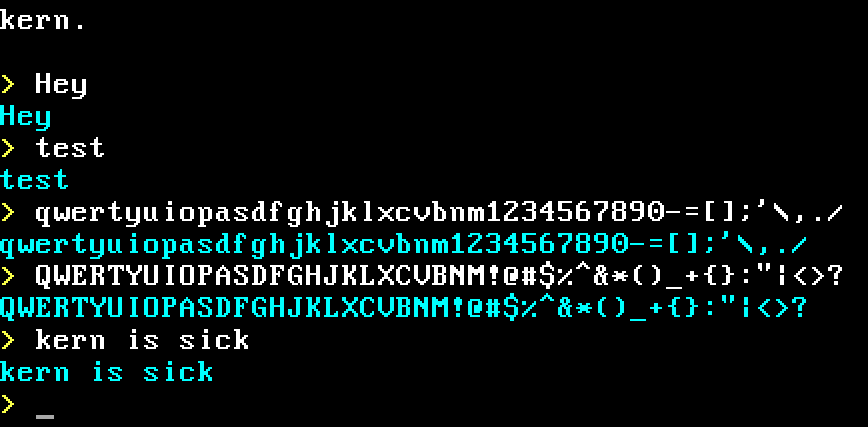 kern.
> Hey
Hey
> test
test
> qwertyuiopasdfghjklxcvbnm1234567890-=[];'\,./
qwertyuiopasdfghjklxcvbnm1234567890-=[];'\,./
> QWERTYUIOPASDFGHJKLXCVBNM!@#$%^&*()_+{}:"|<>?
QWERTYUIOPASDFGHJKLXCVBNM!@#$%^&*()_+{}:"|<>?
> kern is sick
kern is sick
> _